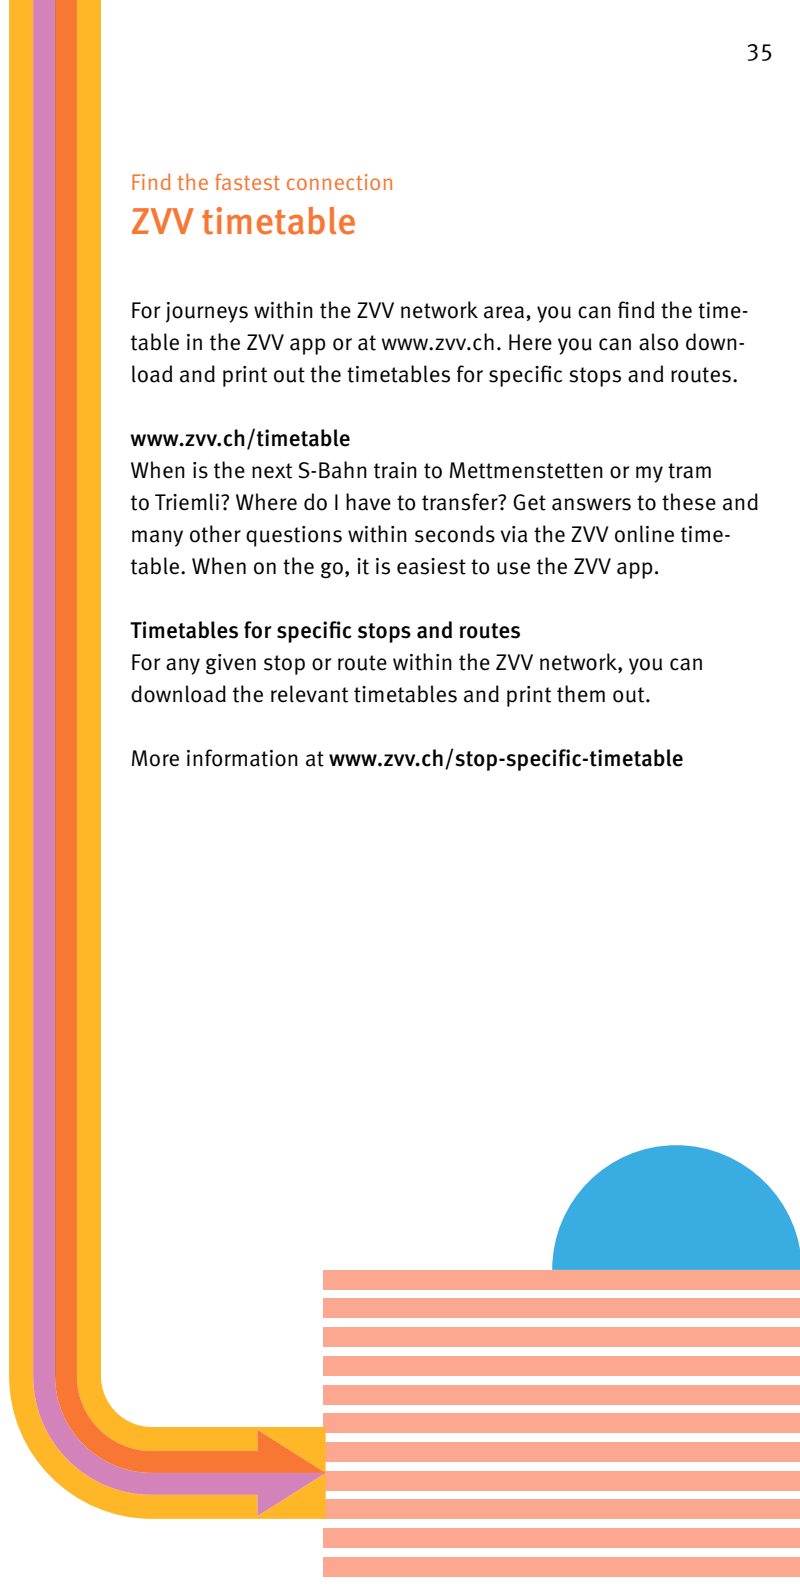 35
Find the fastest connection
ZVV timetable
For journeys within the ZVV network area, you can find the time-
table in the ZVV app or at www.zvv.ch. Here you can also down-
load and print out the timetables for specific stops and routes.
www.zvv.ch/timetable
When is the next S-Bahn train to Mettmenstetten or my tram
to Triemli? Where do I have to transfer? Get answers to these and
many other questions within seconds via the ZVV online time-
table. When on the go, it is easiest to use the ZVV app.
Timetables for specific stops and routes
For any given stop or route within the ZVV network, you can
download the relevant timetables and print them out.
More information at www.zvv.ch/stop-specific-timetable